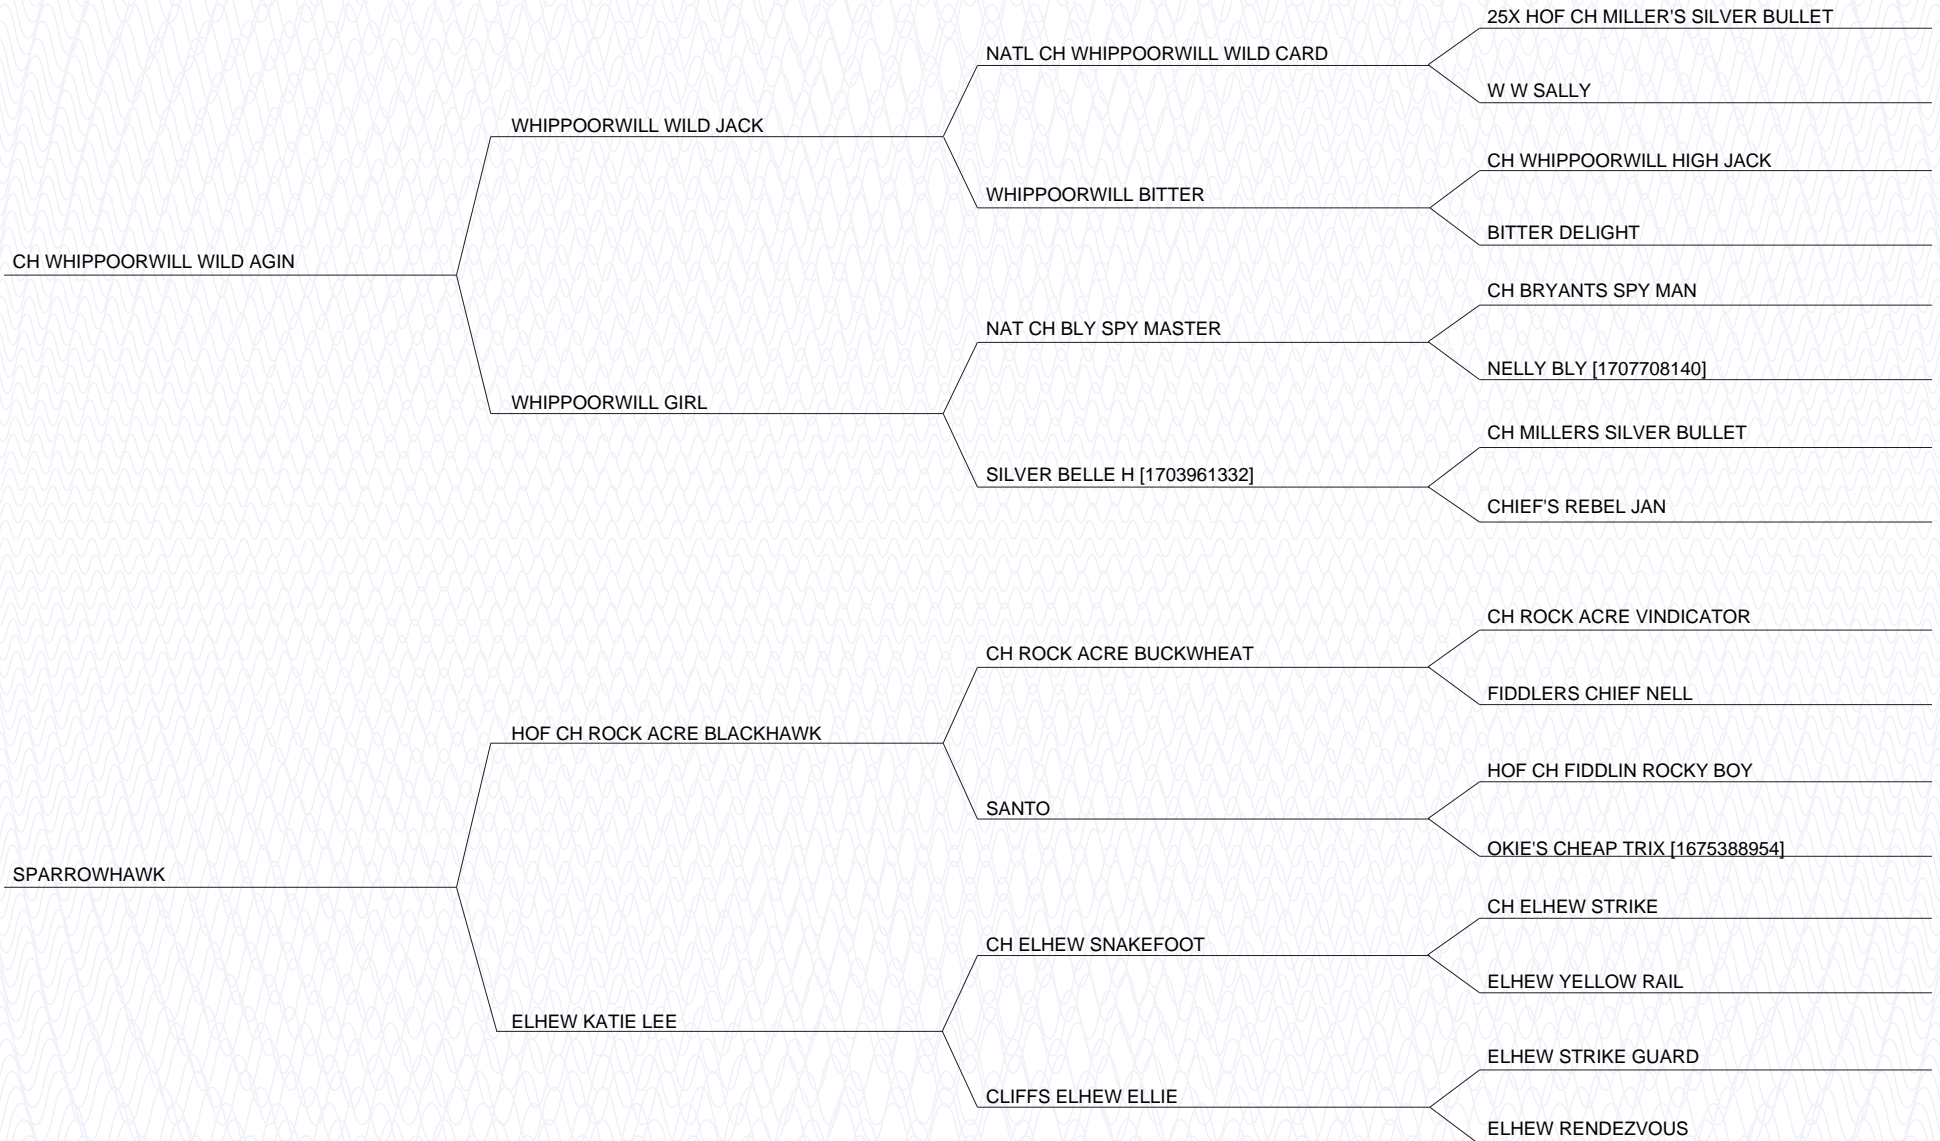 25X HOF CH MILLER'S SILVER BULLET
NATL CH WHIPPOORWILL WILD CARD
W W SALLY
WHIPPOORWILL WILD JACK
CH WHIPPOORWILL HIGH JACK
WHIPPOORWILL BITTER
BITTER DELIGHT
CH WHIPPOORWILL WILD AGIN
CH BRYANTS SPY MAN
NAT CH BLY SPY MASTER
NELLY BLY [1707708140]
WHIPPOORWILL GIRL
CH MILLERS SILVER BULLET
SILVER BELLE H [1703961332]
CHIEF'S REBEL JAN
CH ROCK ACRE VINDICATOR
CH ROCK ACRE BUCKWHEAT
FIDDLERS CHIEF NELL
HOF CH ROCK ACRE BLACKHAWK
HOF CH FIDDLIN ROCKY BOY
SANTO
OKIE'S CHEAP TRIX [1675388954]
SPARROWHAWK
CH ELHEW STRIKE
CH ELHEW SNAKEFOOT
ELHEW YELLOW RAIL
ELHEW KATIE LEE
ELHEW STRIKE GUARD
CLIFFS ELHEW ELLIE
ELHEW RENDEZVOUS